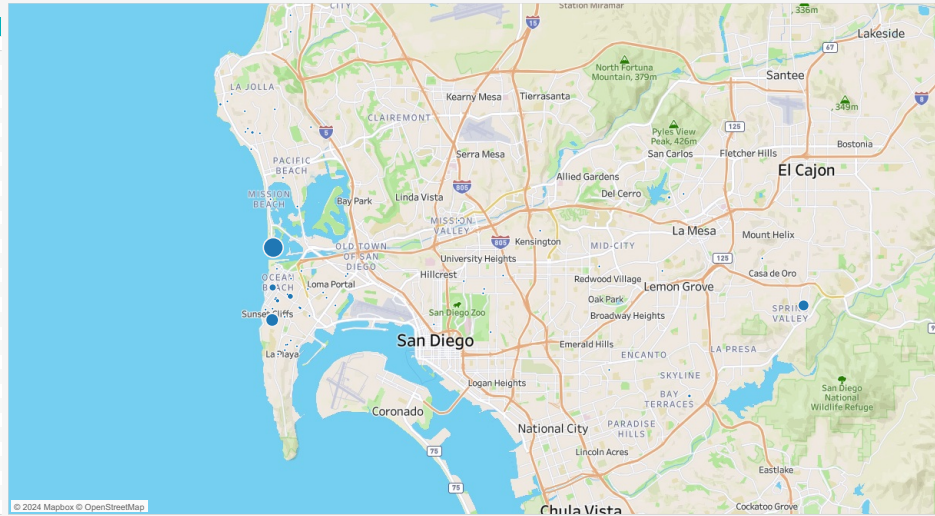 CITY
Station Miramar
336m
15
Lakeside
67
North Fortuna
Mountain, 379m
Santee
LA JOLLA
Kearny Mesa
Tierrasanta
349m
8
CLAIREMONT
5
125
Pyles View
Peak, 426m
Bostonia
Serra Mesa
San Carlos
Fletcher Hills
PACIFIC
BEACH
El Cajon
Allied Gardens
805
Del Cerro
MISSION
BEACH
Bay Park
Linda Vista
MISSION
VALLEY
La Mesa
Mount Helix
805
Kensington
MID-CITY
OLD TOWN
OF SAN
DIEGO
University Heights
125
Hillcrest
Casa de Oro
OCEAN
BEACH
Loma Portal
Redwood Village
Lemon Grove
Oak Park
San Diego Zoo
Broadway Heights
SPRING
VALLEY
Sunset Cliffs
San Diego
Emerald Hills
LA PRESA
La Playa
ENCANTO
SKYLINE
Logan Heights
San Diego
National
Wildlife Refuge
BAY
TERRACES
Coronado
National City
PARADISE
HILLS
75
Lincoln Acres
Eastlake
75
Cockatoo Grove
Chula Vista
© 2024 Mapbox © OpenStreetMap